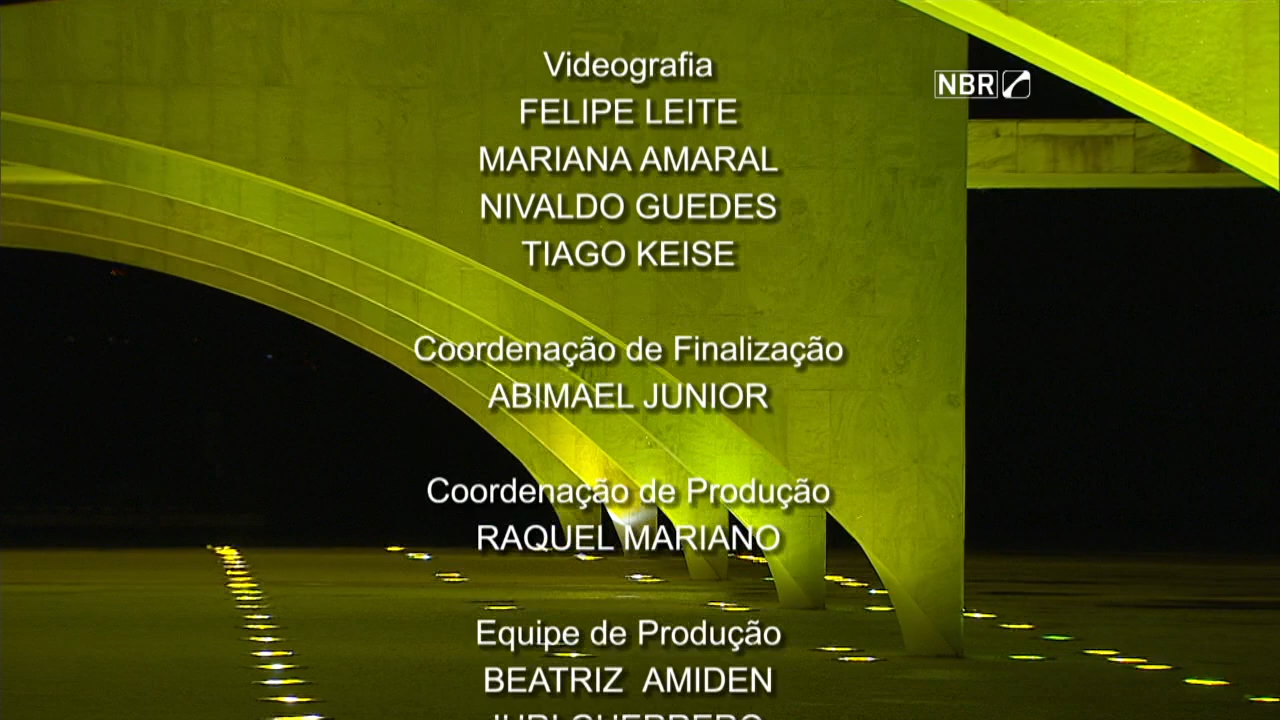 Videografia
NBR
FELIPE LEITE
MARIANA AMARAL
NIVALDO GUEDES
TIAGO KEISE
Coordenação de Finalização
ABIMAEL JUNIOR
Coordenação de Produção
RAQUEL MARIANO
Equipe de Produção
BEATRIZ AMIDEN